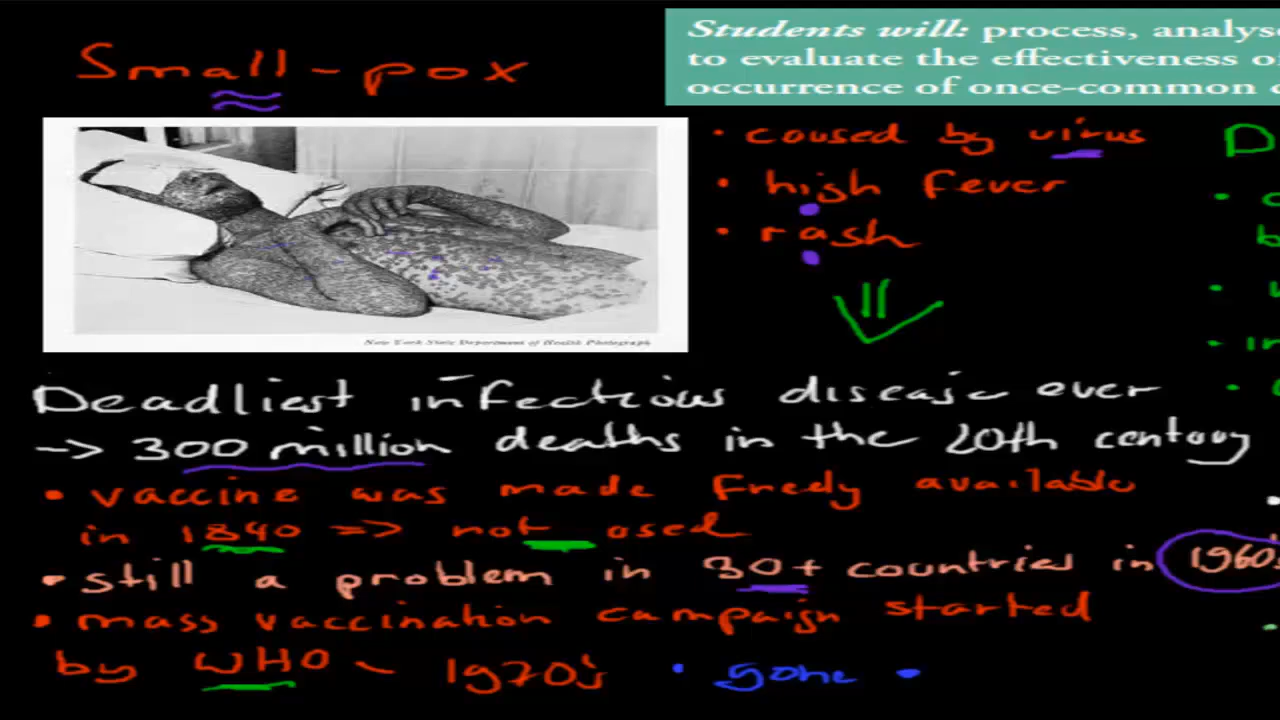 Small-pox
Students will: process, analys
to evaluate the effectiveness o
occurrence of once-common
• caused by virus
• high fever
• rash
New York State Department of Health Photograph
Deadliest infectious disease ever
-> 300 million deaths in the 20th century
• vaccine was made freely available
in 1840 => not used
• still a problem in 30+ countries in 1960's
• mass vaccination campaign started
by WHO - 1970's • gone •
D
• in